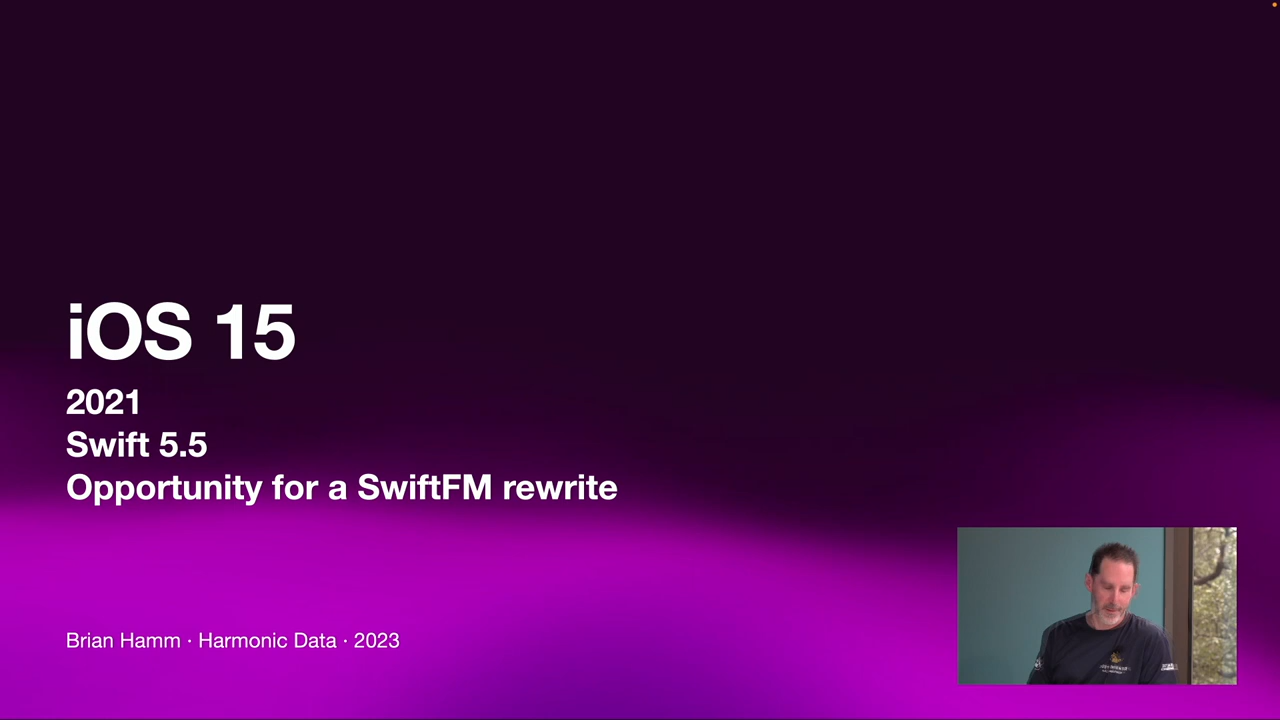 iOS 15
2021
Swift 5.5
Opportunity for a SwiftFM rewrite
Brian Hamm · Harmonic Data · 2023